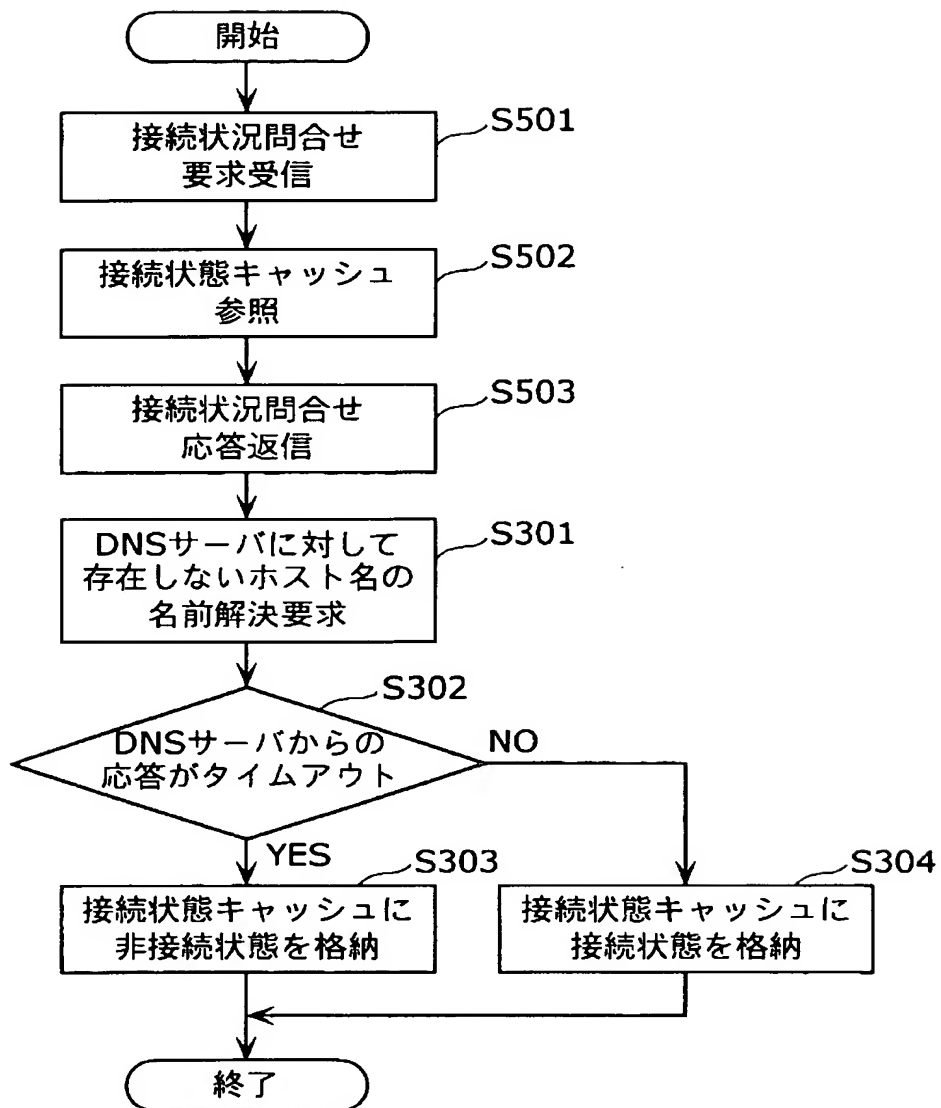 開始
S501
接続状況問合せ
要求受信
S502
接続状態キャッシュ
参照
S503
接続状況問合せ
応答返信
S301
DNSサーバに対して
存在しないホスト名の
名前解決要求
S302
DNSサーバからの
応答がタイムアウト
NO
YES
S303
接続状態キャッシュに
非接続状態を格納
S304
接続状態キャッシュに
接続状態を格納
終了